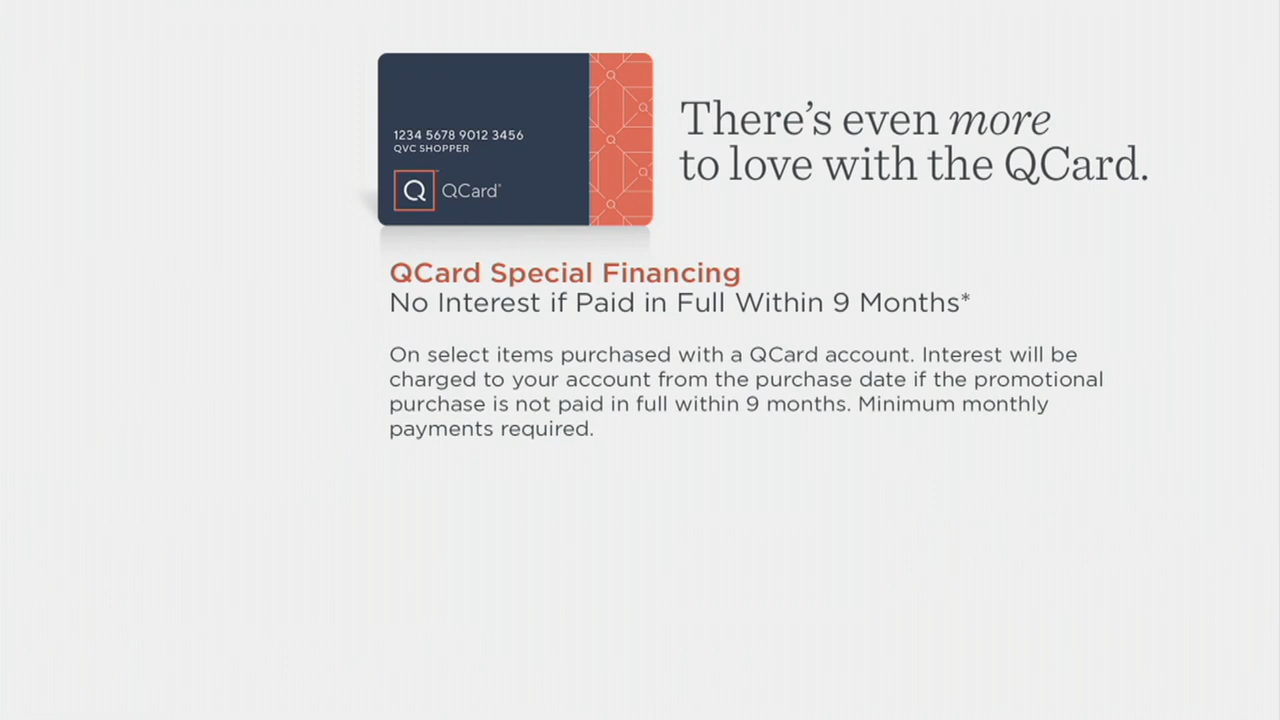 1234 5678 9012 3456
QVC SHOPPER
Q QCard®
There's even more
to love with the QCard.
QCard Special Financing
No Interest if Paid in Full Within 9 Months*
On select items purchased with a QCard account. Interest will be
charged to your account from the purchase date if the promotional
purchase is not paid in full within 9 months. Minimum monthly
payments required.